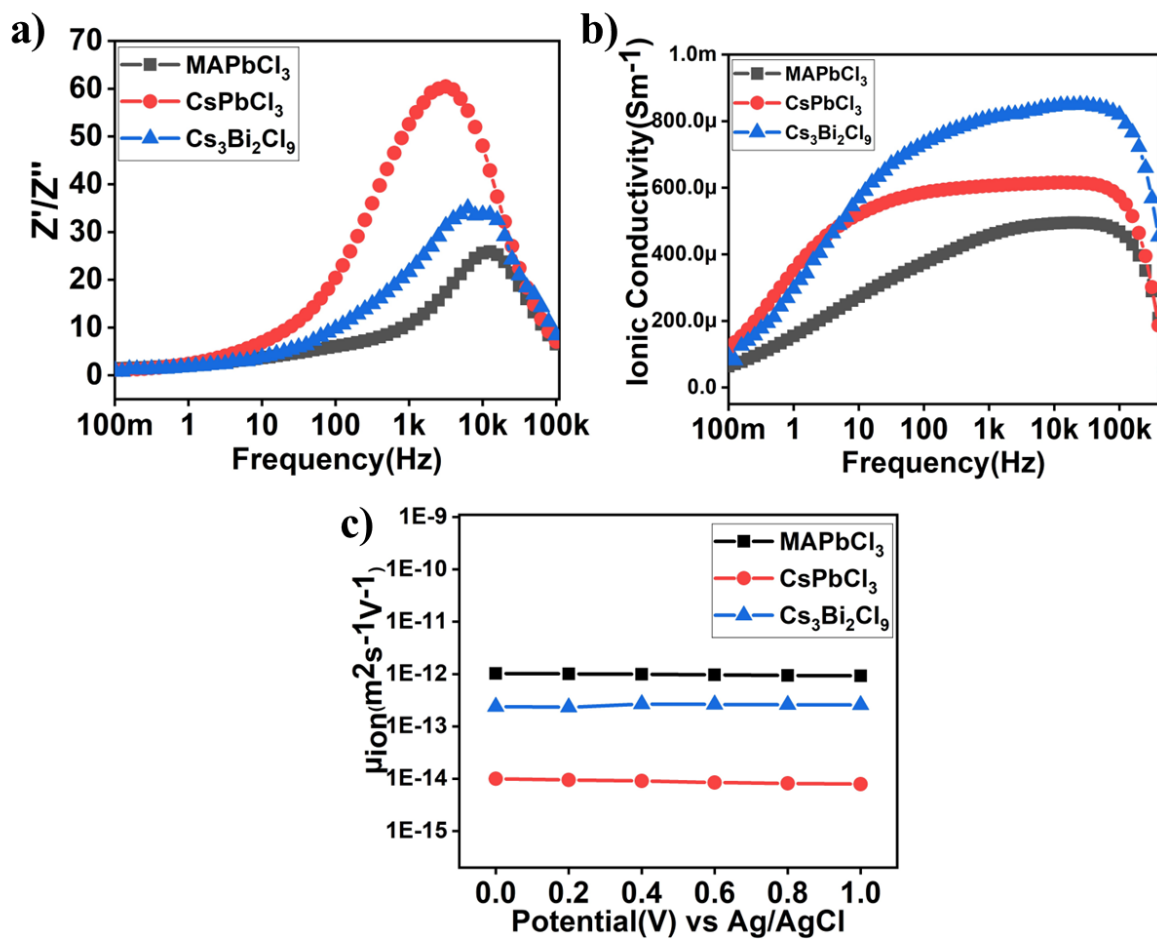 a)
70
60
50
40
30
20
10
0
Z'/Z"
MAPbCl₃
CsPbCl₃
Cs₃Bi₂Cl₉
100m 1 10 100 1k 10k 100k
Frequency(Hz)
b)
1.0m
800.0µ
600.0µ
400.0µ
200.0µ
0.0
Ionic Conductivity(Sm-1)
MAPbCl₃
CsPbCl₃
Cs₃Bi₂Cl₉
100m 1 10 100 1k 10k 100k
Frequency(Hz)
c)
1E-9
1E-10
1E-11
1E-12
1E-13
1E-14
1E-15
µion(m2s-1V-1)
MAPbCl₃
CsPbCl₃
Cs₃Bi₂Cl₉
0.0 0.2 0.4 0.6 0.8 1.0
Potential(V) vs Ag/AgCl